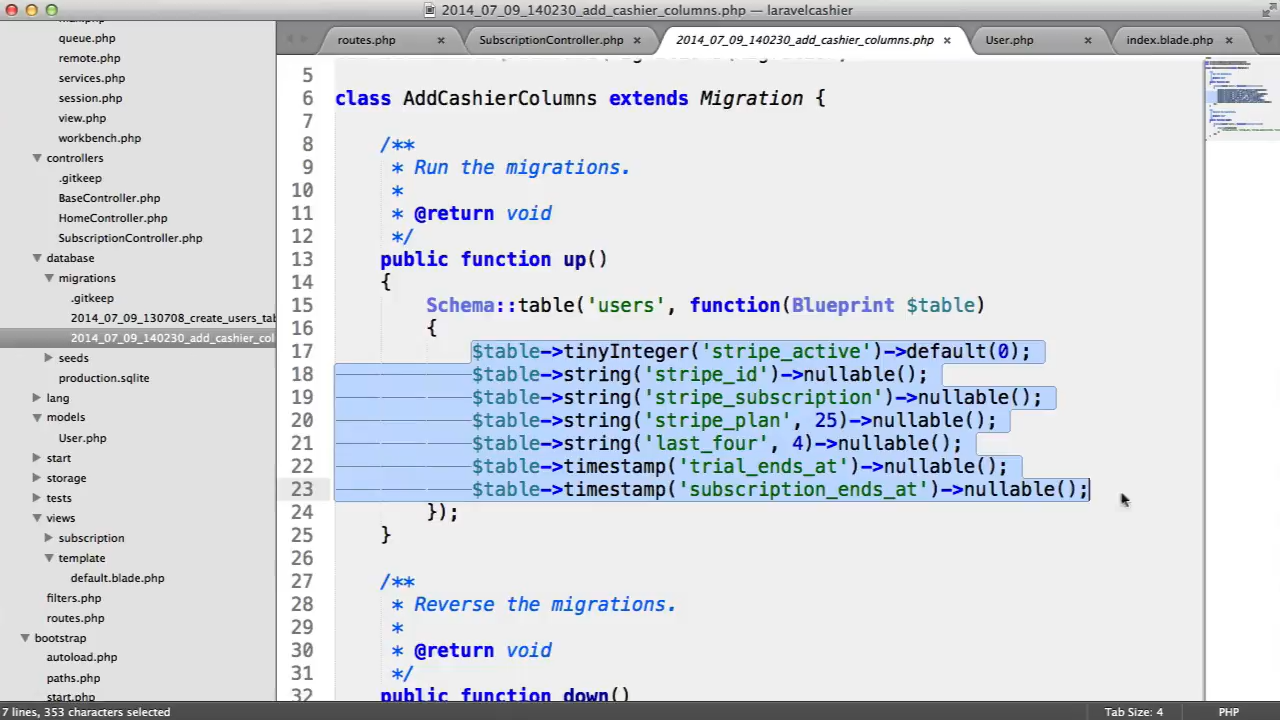 2014_07_09_140230_add_cashier_columns.php — laravelcashier
routes.php
SubscriptionController.php
2014_07_09_140230_add_cashier_columns.php
User.php
index.blade.php
queue.php
remote.php
services.php
session.php
view.php
workbench.php
controllers
.gitkeep
BaseController.php
HomeController.php
SubscriptionController.php
database
migrations
.gitkeep
2014_07_09_130708_create_users_tab
2014_07_09_140230_add_cashier_col
seeds
production.sqlite
lang
models
User.php
start
storage
tests
views
subscription
template
default.blade.php
filters.php
routes.php
bootstrap
autoload.php
paths.php
start.php
5
6 class AddCashierColumns extends Migration {
7
8 /**
9 * Run the migrations.
10 *
11 * @return void
12 */
13 public function up()
14 {
15 Schema::table('users', function(Blueprint $table)
16 {
17 $table->tinyInteger('stripe_active')->default(0);
18 $table->string('stripe_id')->nullable();
19 $table->string('stripe_subscription')->nullable();
20 $table->string('stripe_plan', 25)->nullable();
21 $table->string('last_four', 4)->nullable();
22 $table->timestamp('trial_ends_at')->nullable();
23 $table->timestamp('subscription_ends_at')->nullable();
24 });
25 }
26
27 /**
28 * Reverse the migrations.
29 *
30 * @return void
31 */
32 public function down()
7 lines, 353 characters selected
Tab Size: 4
PHP